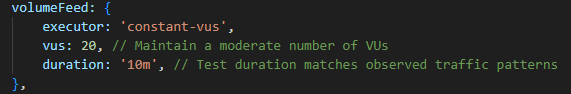 volumeFeed: {
    executor: 'constant-vus',
    vus: 20, // Maintain a moderate number of VUs
    duration: '10m', // Test duration matches observed traffic patterns
},